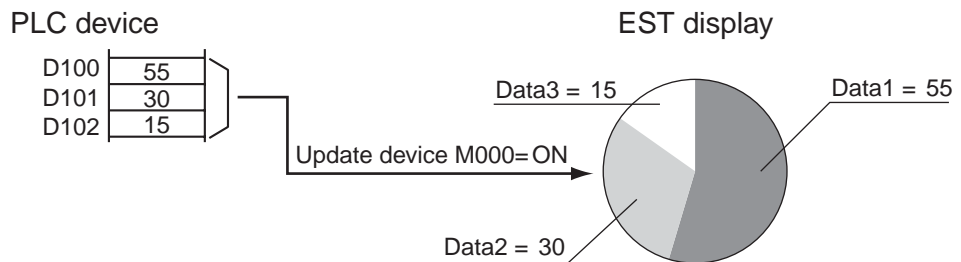 PLC device
EST display
D100 55
D101 30
D102 15
Data3 = 15
Data1 = 55
Update device M000=ON
Data2 = 30